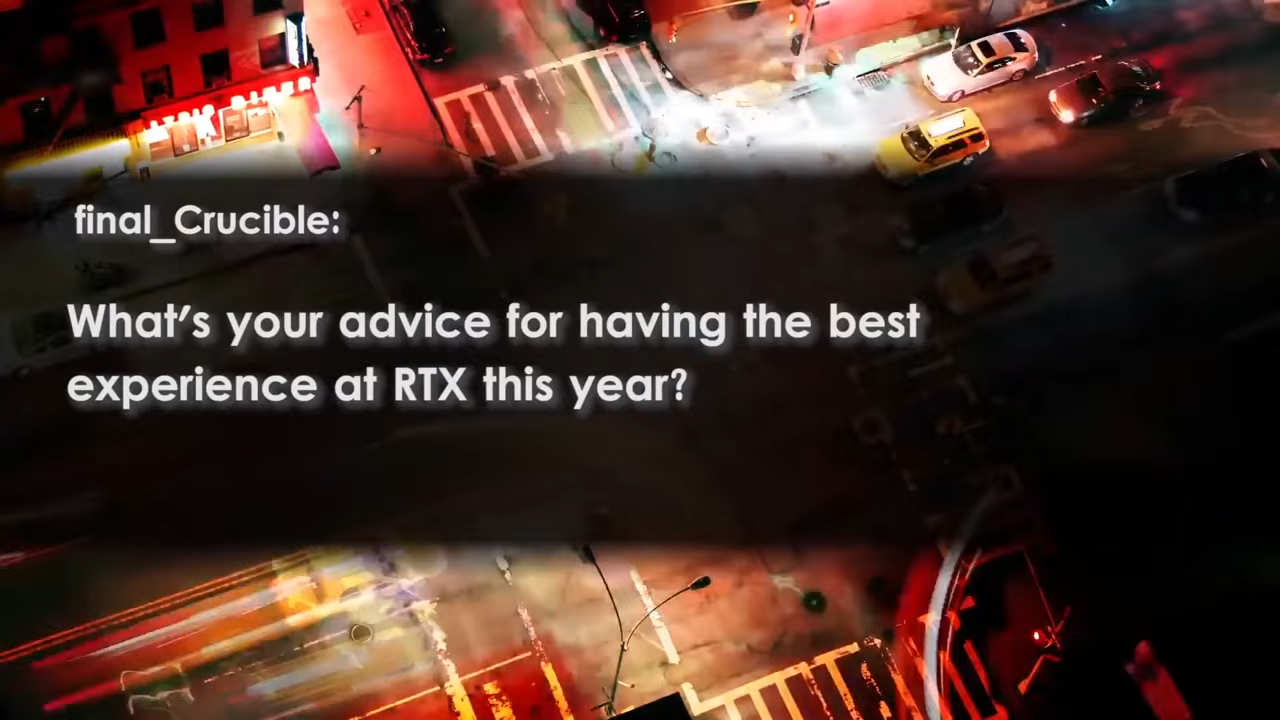 final_Crucible:
What's your advice for having the best
experience at RTX this year?